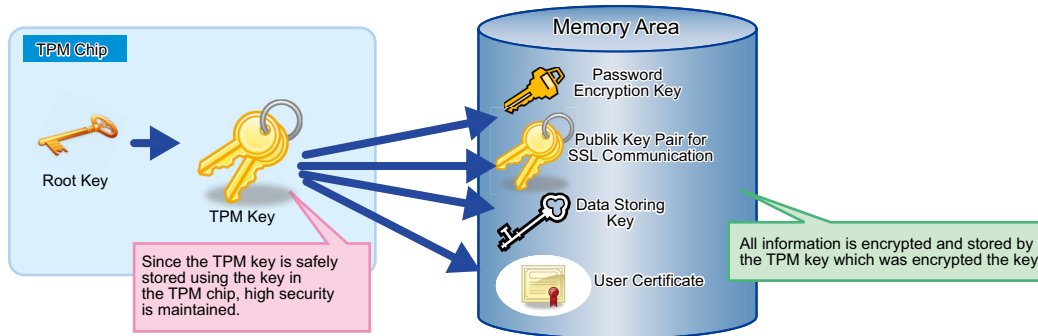 TPM Chip
Root Key
TPM Key
Since the TPM key is safely
stored using the key in
the TPM chip, high security
is maintained.
Memory Area
Password
Encryption Key
Publik Key Pair for
SSL Communication
Data Storing
Key
User Certificate
All information is encrypted and stored by
the TPM key which was encrypted the key